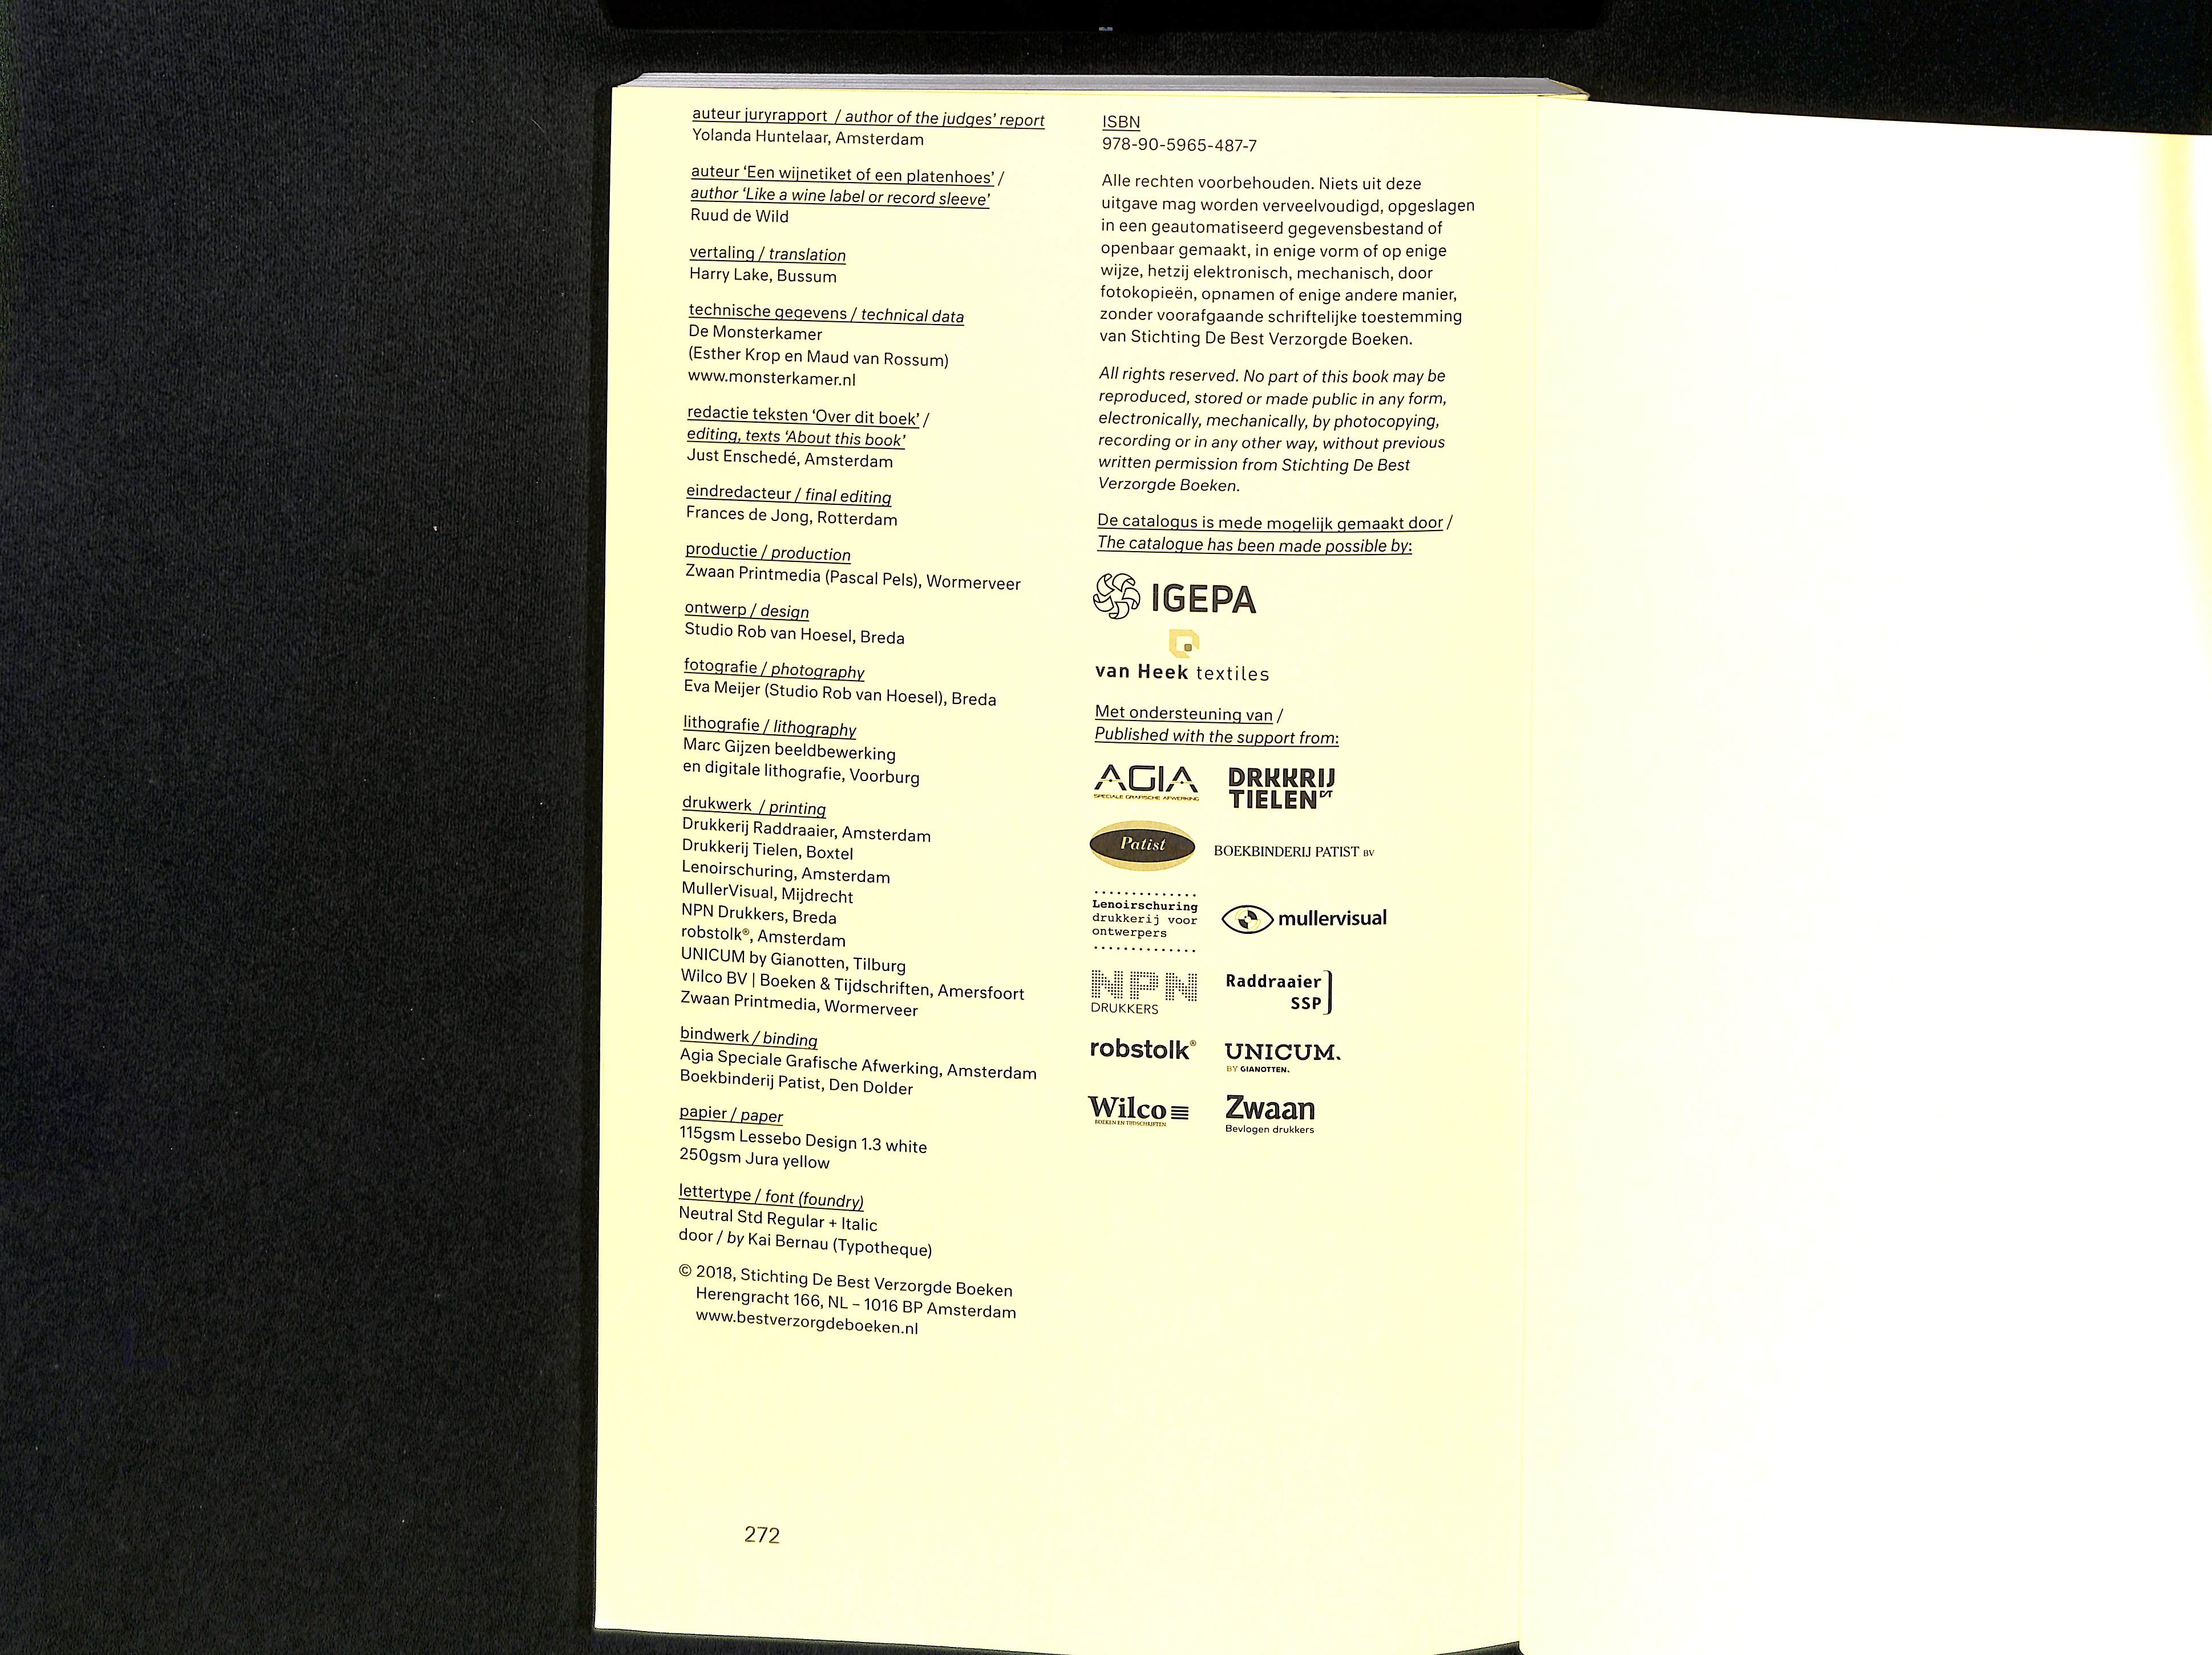 auteur juryrapport / author of the judges' report
Yolanda Huntelaar, Amsterdam
auteur ‘Een wijnetiket of een platenhoes’ /
author ‘Like a wine label or record sleeve’
Ruud de Wild
vertaling / translation
Harry Lake, Bussum
technische gegevens / technical data
De Monsterkamer
(Esther Krop en Maud van Rossum)
www.monsterkamer.nl
redactie teksten ‘Over dit boek’ /
editing, texts ‘About this book’
Just Enschedé, Amsterdam
eindredacteur / final editing
Frances de Jong, Rotterdam
productie / production
Zwaan Printmedia (Pascal Pels), Wormerveer
ontwerp / design
Studio Rob van Hoesel, Breda
fotografie / photography
Eva Meijer (Studio Rob van Hoesel), Breda
lithografie / lithography
Marc Gijzen beeldbewerking
en digitale lithografie, Voorburg
drukwerk / printing
Drukkerij Raddraaier, Amsterdam
Drukkerij Tielen, Boxtel
Lenoirschuring, Amsterdam
MullerVisual, Mijdrecht
NPN Drukkers, Breda
robstolk®, Amsterdam
UNICUM by Gianotten, Tilburg
Wilco BV | Boeken & Tijdschriften, Amersfoort
Zwaan Printmedia, Wormerveer
bindwerk / binding
Agia Speciale Grafische Afwerking, Amsterdam
Boekbinderij Patist, Den Dolder
papier / paper
115gsm Lessebo Design 1.3 white
250gsm Jura yellow
lettertype / font (foundry)
Neutral Std Regular + Italic
door / by Kai Bernau (Typotheque)
© 2018, Stichting De Best Verzorgde Boeken
Herengracht 166, NL – 1016 BP Amsterdam
www.bestverzorgdeboeken.nl
272
ISBN
978-90-5965-487-7
Alle rechten voorbehouden. Niets uit deze
uitgave mag worden verveelvoudigd, opgeslagen
in een geautomatiseerd gegevensbestand of
openbaar gemaakt, in enige vorm of op enige
wijze, hetzij elektronisch, mechanisch, door
fotokopieën, opnamen of enige andere manier,
zonder voorafgaande schriftelijke toestemming
van Stichting De Best Verzorgde Boeken.
All rights reserved. No part of this book may be
reproduced, stored or made public in any form,
electronically, mechanically, by photocopying,
recording or in any other way, without previous
written permission from Stichting De Best
Verzorgde Boeken.
De catalogus is mede mogelijk gemaakt door /
The catalogue has been made possible by:
IGEPA
van Heek textiles
Met ondersteuning van /
Published with the support from:
AGIA
SPECIALE GRAFISCHE AFWERKING
DRKKRIJ
TIELEN DT
Patist
BOEKBINDERIJ PATIST BV
Lenoirschuring
drukkerij voor
ontwerpers
mullervisual
NPN
DRUKKERS
Raddraaier
SSP
robstolk®
UNICUM.
BY GIANOTTEN.
Wilco
BOEKEN EN TIJDSCHRIFTEN
Zwaan
Bevlogen drukkers